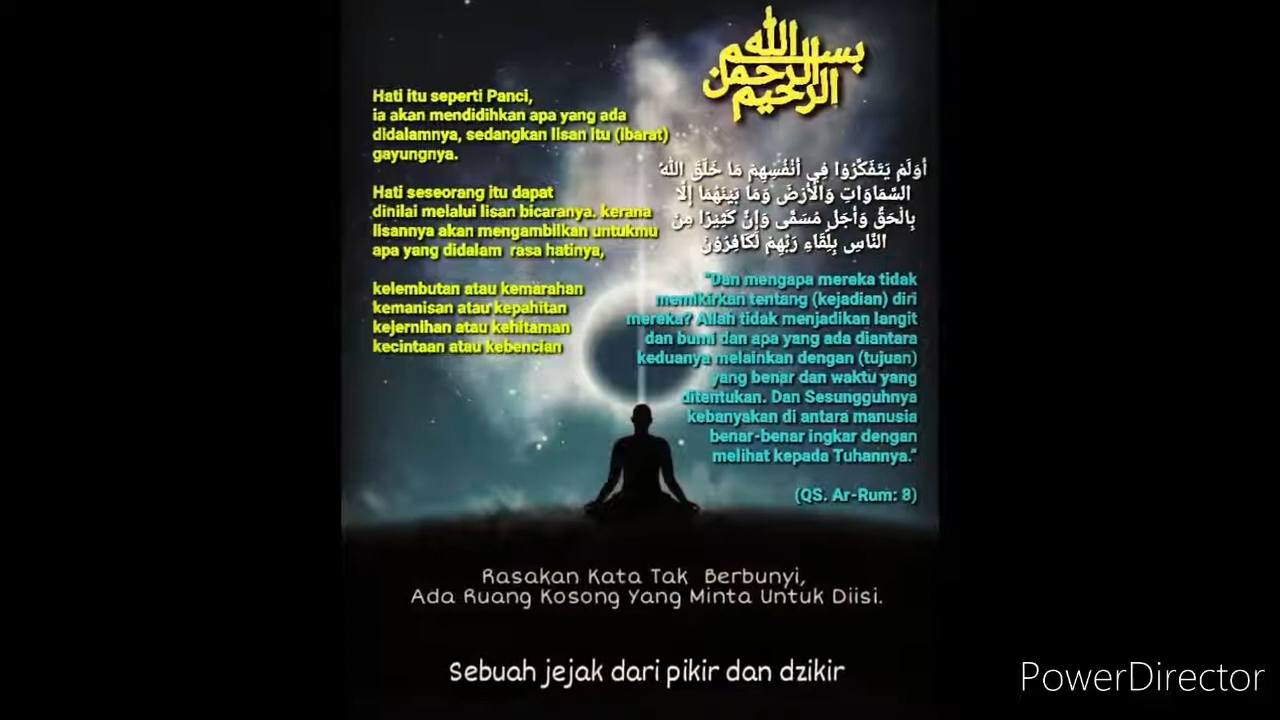 بسم الله
الرحمن
الرحيم
Hati itu seperti Panci,
ia akan mendidihkan apa yang ada
didalamnya, sedangkan lisan itu (ibarat)
gayungnya.
Hati seseorang itu dapat
dinilai melalui lisan bicaranya. kerana
lisannya akan mengambilkan untukmu
apa yang didalam rasa hatinya,
kelembutan atau kemarahan
kemanisan atau kepahitan
kejernihan atau kehitaman
kecintaan atau kebencian
أَوَلَمْ يَتَفَكَّرُوْا فِي أَنْفُسِهِمْ مَا خَلَقَ اللهُ
السَّمَاوَاتِ وَالْأَرْضَ وَمَا بَيْنَهُمَا إِلَّا
بِالْحَقِّ وَأَجَلٍ مُسَمًّى وَإِنَّ كَثِيْرًا مِنَ
النَّاسِ بِلِقَاءِ رَبِّهِمْ لَكَافِرُوْنَ
"Dan mengapa mereka tidak
memikirkan tentang (kejadian) diri
mereka? Allah tidak menjadikan langit
dan bumi dan apa yang ada diantara
keduanya melainkan dengan (tujuan)
yang benar dan waktu yang
ditentukan. Dan Sesungguhnya
kebanyakan di antara manusia
benar-benar ingkar dengan
melihat kepada Tuhannya."
(QS. Ar-Rum: 8)
Rasakan Kata Tak Berbunyi,
Ada Ruang Kosong Yang Minta Untuk Diisi.
Sebuah jejak dari pikir dan dzikir
PowerDirector